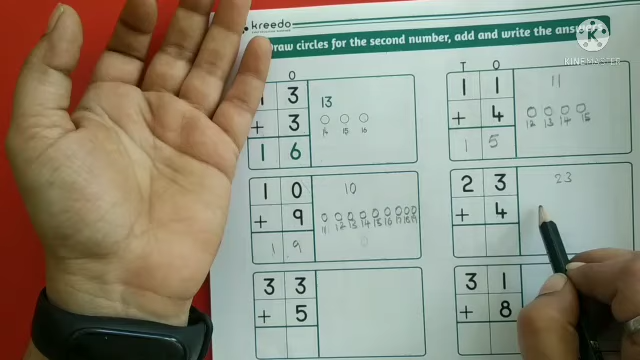 kreedo
Draw circles for the second number, add and write the answer
KINEMASTER
O
1 3
+ 3
1 6
13
14 15 16
T O
1 1
+ 4
1 5
11
12 13 14 15
1 0
+ 9
1 9
10
11 12 13 14 15 16 17 18 19
2 3
+ 4
23
3 3
+ 5
3 1
+ 8